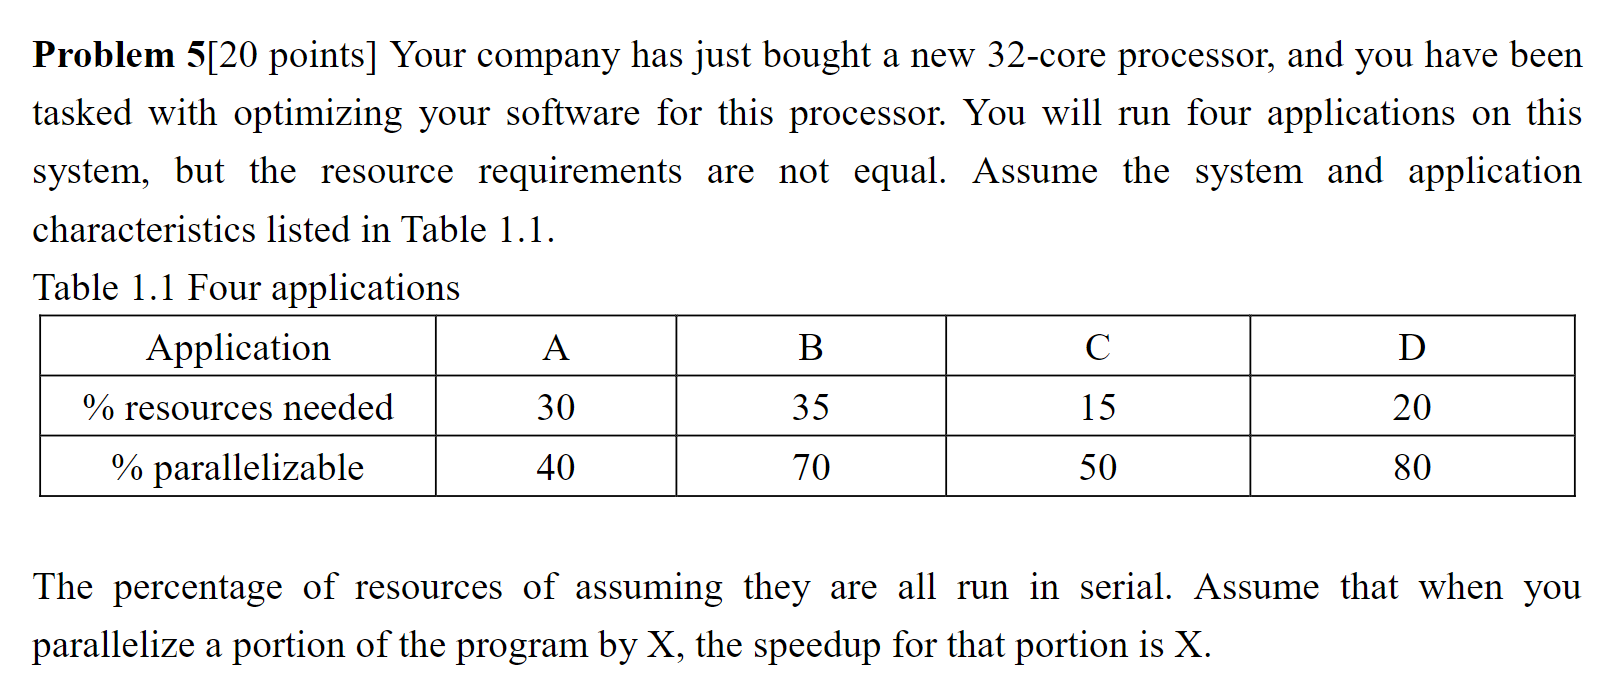 Problem 5[20 points] Your company has just bought a new 32-core processor, and you have been
tasked with optimizing your software for this processor. You will run four applications on this
system, but the resource requirements are not equal. Assume the system and application
characteristics listed in Table 1.1.
Table 1.1 Four applications
Application A B C D
% resources needed 30 35 15 20
% parallelizable 40 70 50 80
The percentage of resources of assuming they are all run in serial. Assume that when you
parallelize a portion of the program by X, the speedup for that portion is X.